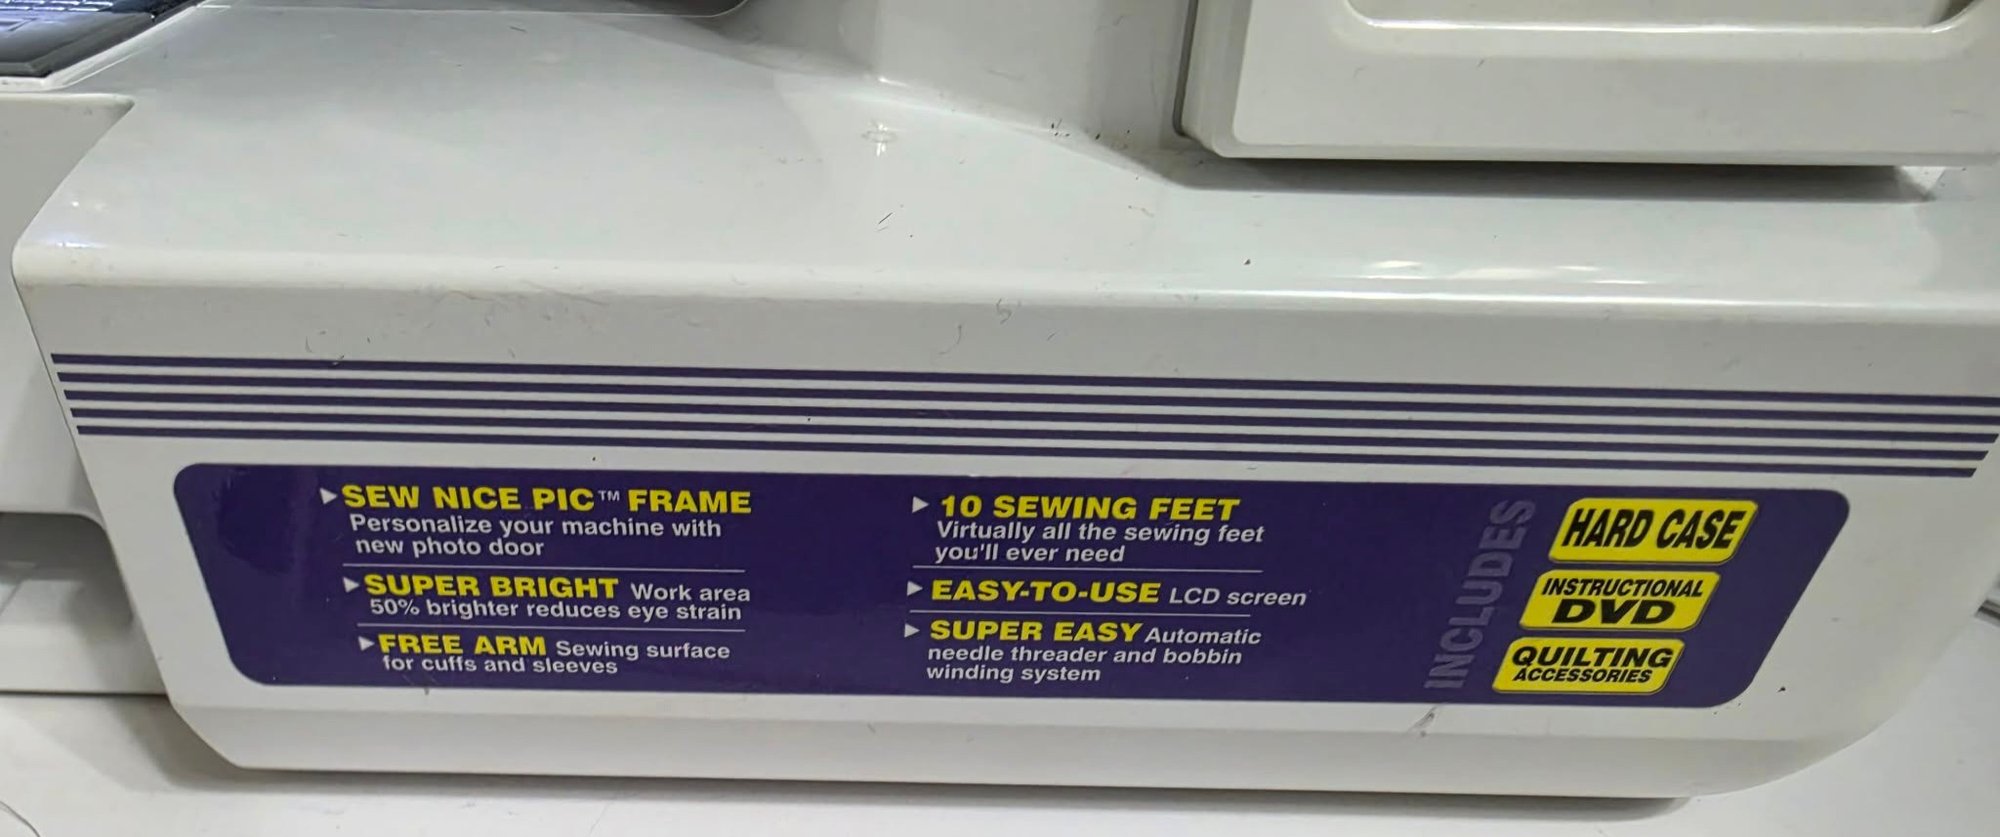 SEW NICE PIC™ FRAME
Personalize your machine with
new photo door
SUPER BRIGHT Work area
50% brighter reduces eye strain
FREE ARM Sewing surface
for cuffs and sleeves
10 SEWING FEET
Virtually all the sewing feet
you'll ever need
EASY-TO-USE LCD screen
SUPER EASY Automatic
needle threader and bobbin
winding system
INCLUDES
HARD CASE
INSTRUCTIONAL
DVD
QUILTING
ACCESSORIES